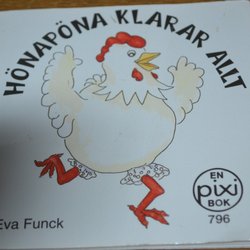 HÖNAPÖNA KLARAR ALLT
EN
pixi
BOK
796
Eva Funck